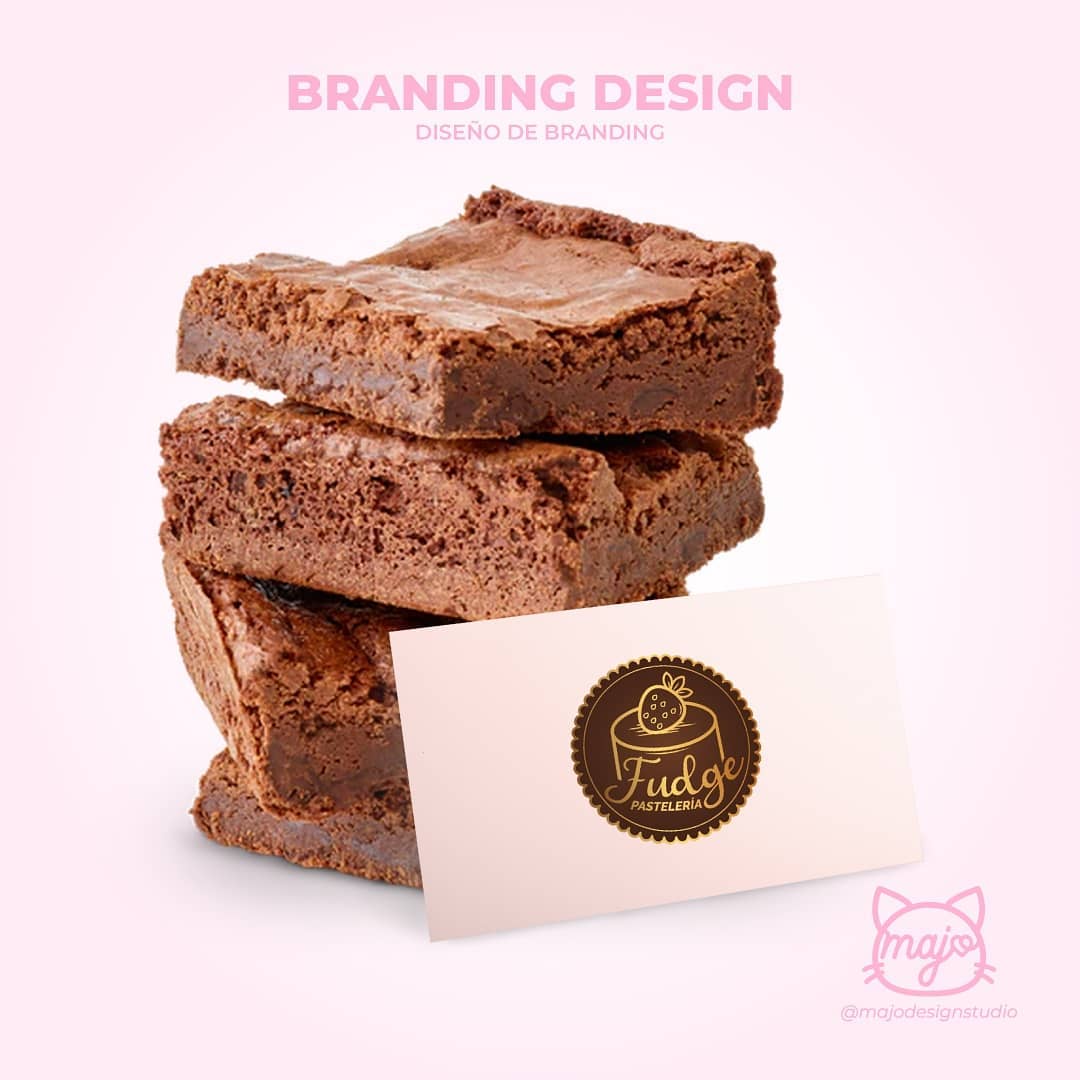 BRANDING DESIGN
DISEÑO DE BRANDING
Fudge
PASTELERÍA
majo
@majodesignstudio